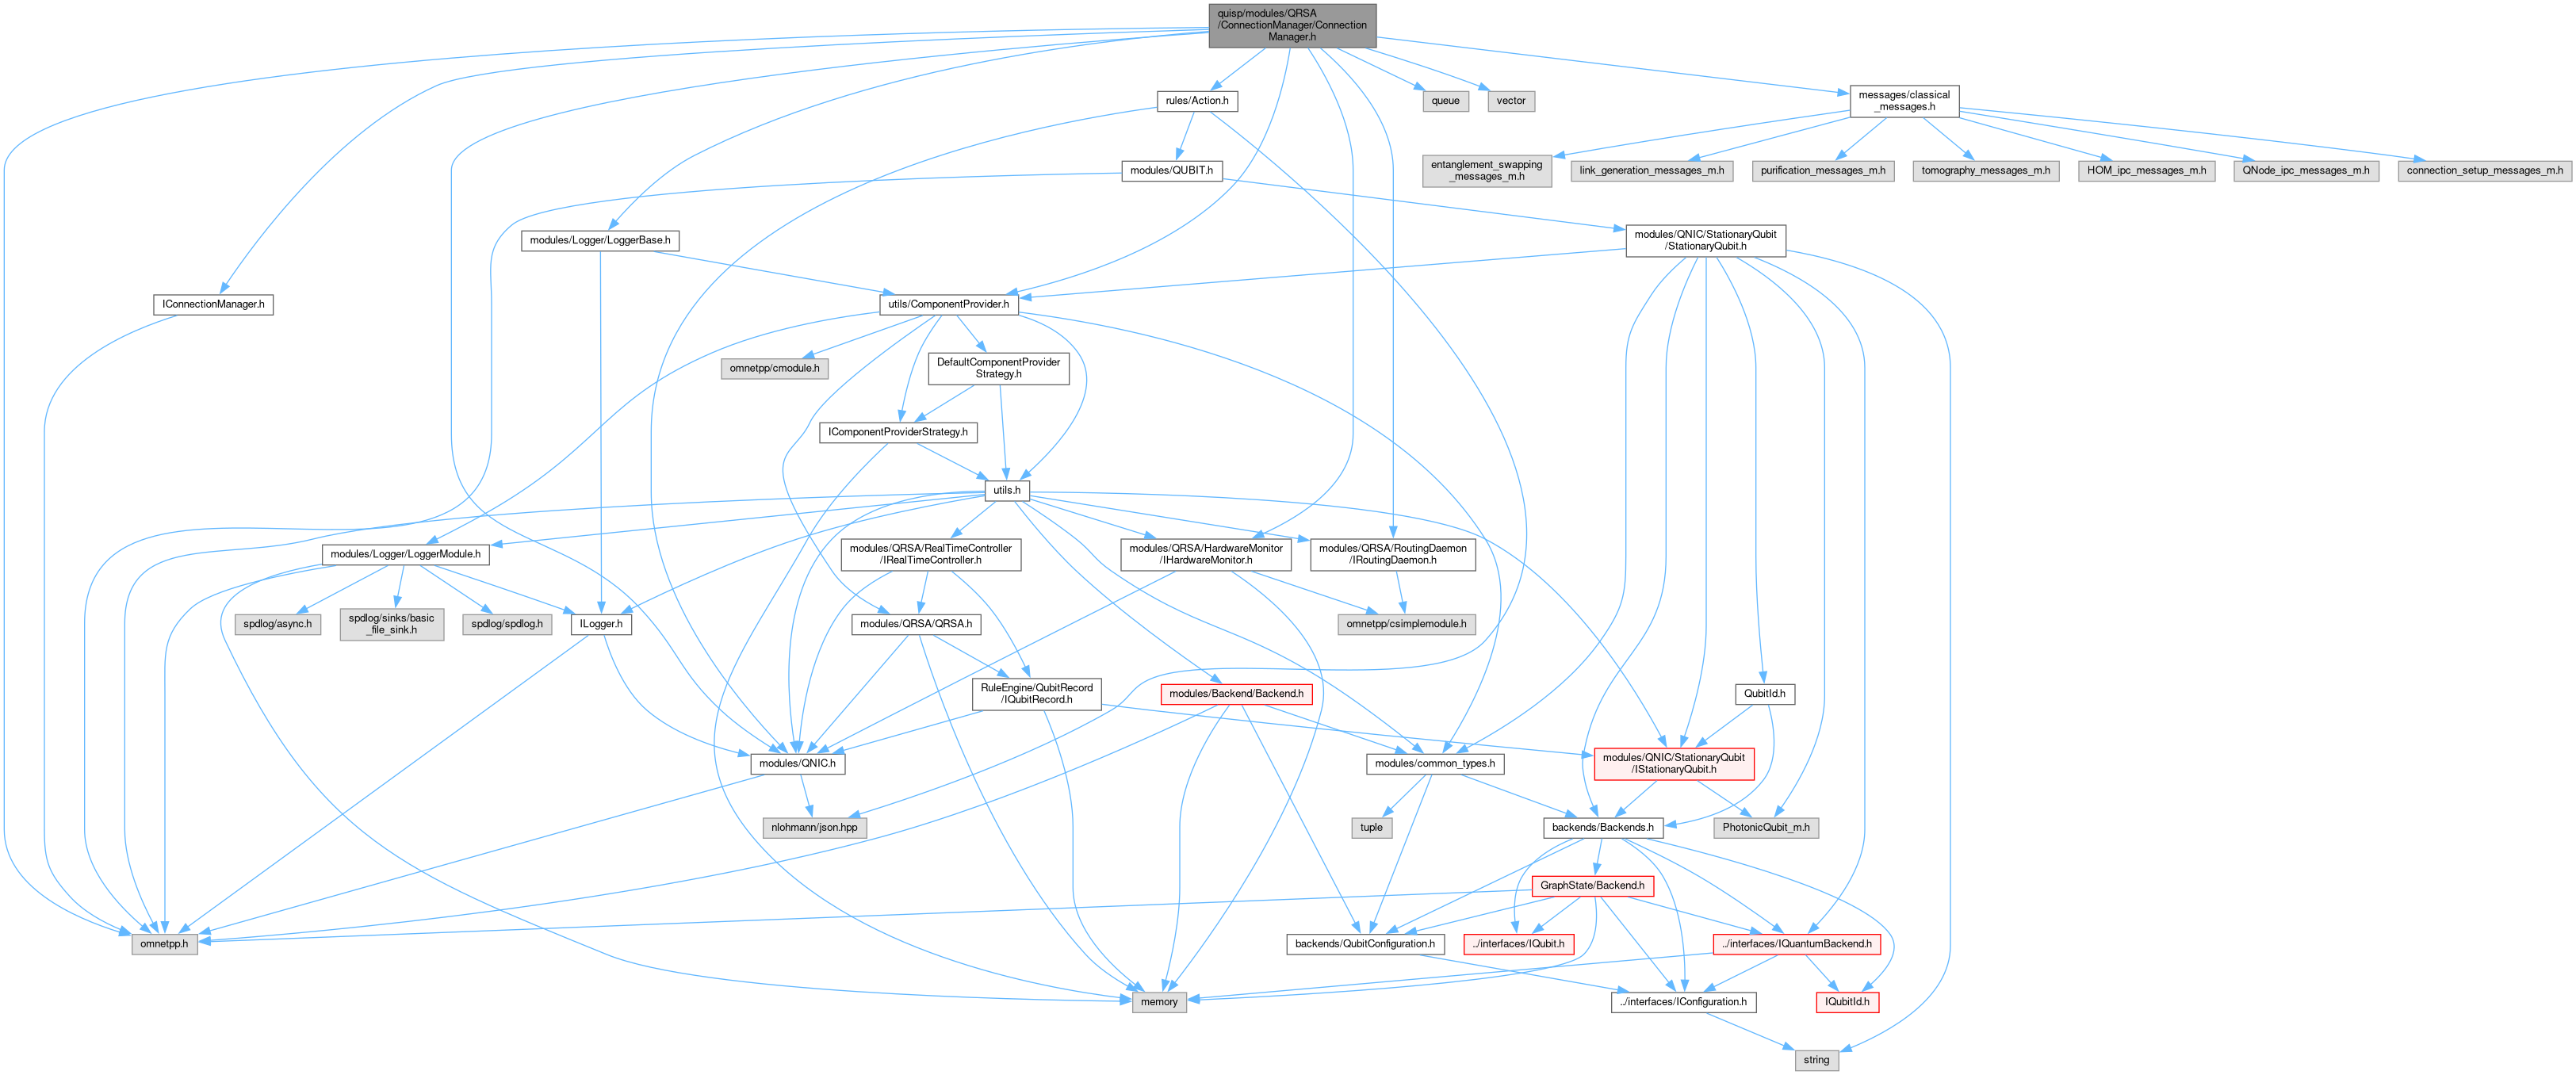 quisp/modules/QRSA
/ConnectionManager/Connection
Manager.h
rules/Action.h
queue
vector
messages/classical
_messages.h
modules/QUBIT.h
entanglement_swapping
_messages_m.h
link_generation_messages_m.h
purification_messages_m.h
tomography_messages_m.h
HOM_ipc_messages_m.h
QNode_ipc_messages_m.h
connection_setup_messages_m.h
modules/Logger/LoggerBase.h
modules/QNIC/StationaryQubit
/StationaryQubit.h
IConnectionManager.h
utils/ComponentProvider.h
omnetpp/cmodule.h
DefaultComponentProvider
Strategy.h
IComponentProviderStrategy.h
utils.h
modules/Logger/LoggerModule.h
modules/QRSA/RealTimeController
/IRealTimeController.h
modules/QRSA/HardwareMonitor
/IHardwareMonitor.h
modules/QRSA/RoutingDaemon
/IRoutingDaemon.h
spdlog/async.h
spdlog/sinks/basic
_file_sink.h
spdlog/spdlog.h
ILogger.h
modules/QRSA/QRSA.h
omnetpp/csimplemodule.h
RuleEngine/QubitRecord
/IQubitRecord.h
modules/Backend/Backend.h
QubitId.h
modules/QNIC.h
modules/common_types.h
modules/QNIC/StationaryQubit
/IStationaryQubit.h
nlohmann/json.hpp
tuple
backends/Backends.h
PhotonicQubit_m.h
GraphState/Backend.h
omnetpp.h
backends/QubitConfiguration.h
../interfaces/IQubit.h
../interfaces/IQuantumBackend.h
memory
../interfaces/IConfiguration.h
IQubitId.h
string